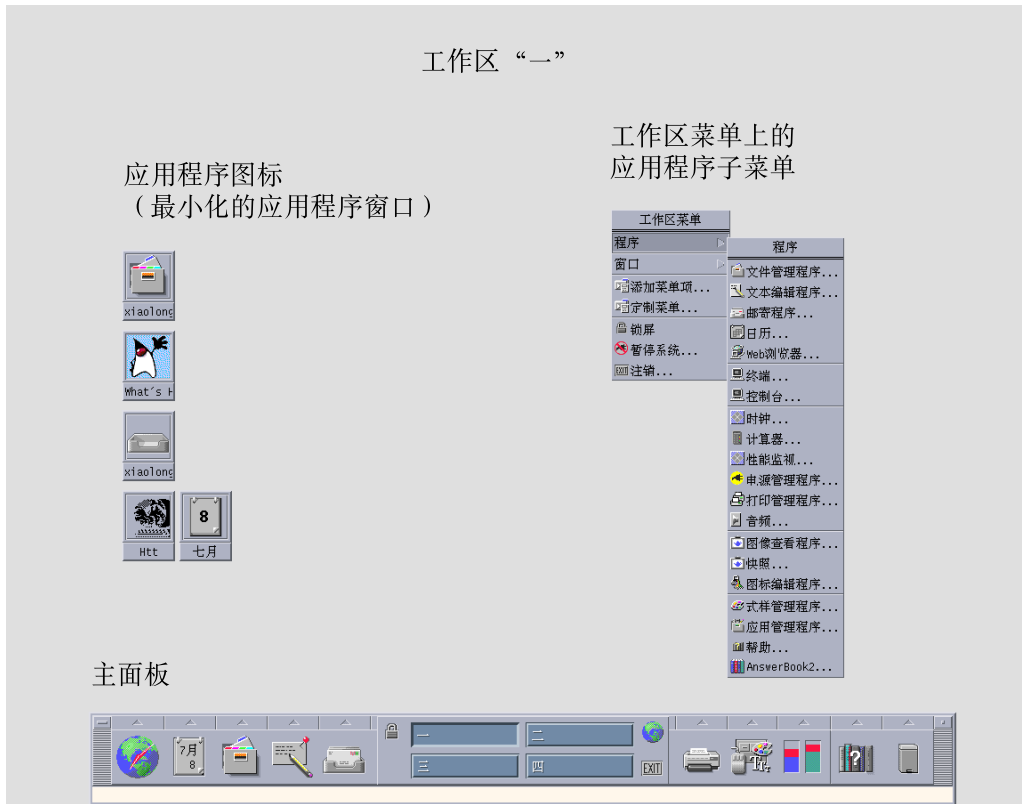 工作区“一”
工作区菜单上的
应用程序子菜单
应用程序图标
（最小化的应用程序窗口）
xiaolong
What's H
xiaolong
Htt
8
七月
工作区菜单
程序
窗口
添加菜单项...
定制菜单...
锁屏
暂停系统...
EXIT 注销...
程序
文件管理程序...
文本编辑程序...
邮寄程序...
日历...
Web浏览器...
终端...
控制台...
时钟...
计算器...
性能监视...
电源管理程序...
打印管理程序...
音频...
图像查看程序...
快照...
图标编辑程序...
式样管理程序...
应用管理程序...
帮助...
AnswerBook2...
主面板
7月
8
一
二
三
四
EXIT
?